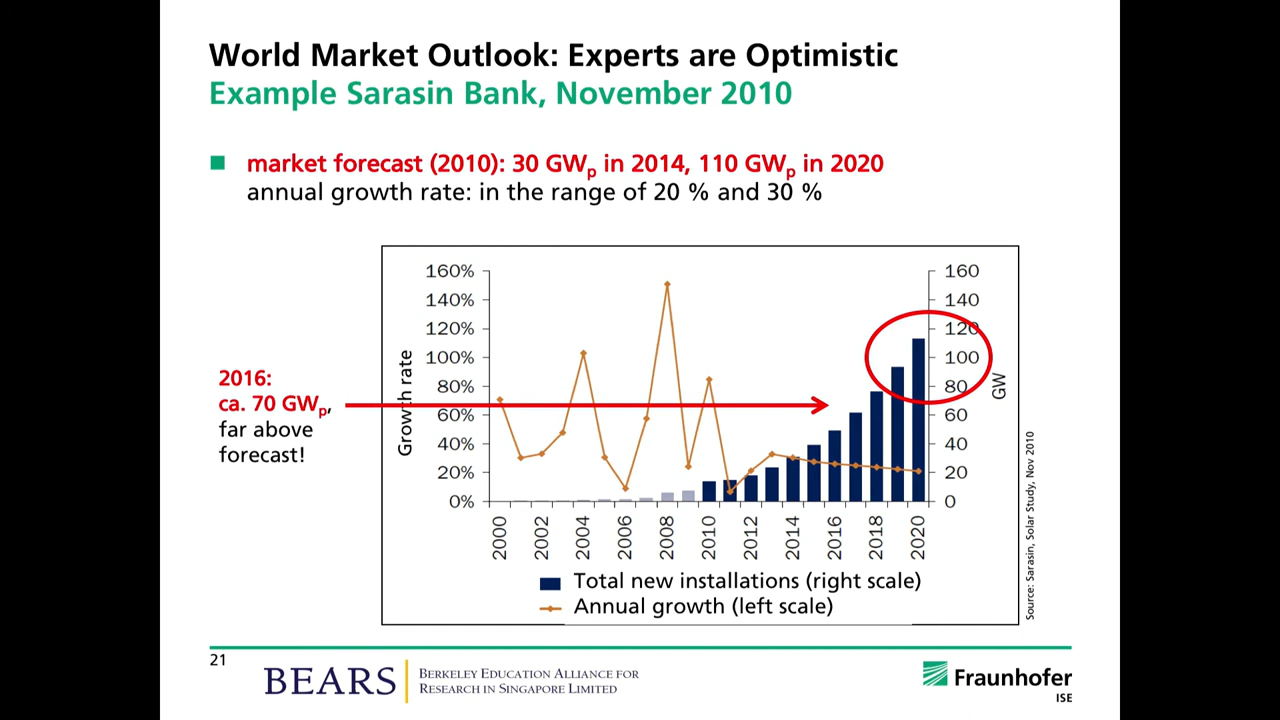 World Market Outlook: Experts are Optimistic
Example Sarasin Bank, November 2010
market forecast (2010): 30 GWp in 2014, 110 GWp in 2020
annual growth rate: in the range of 20 % and 30 %
2016:
ca. 70 GWp,
far above
forecast!
Growth rate
160%
140%
120%
100%
80%
60%
40%
20%
0%
160
140
120
100
80
60
40
20
0
GW
2000
2002
2004
2006
2008
2010
2012
2014
2016
2018
2020
Total new installations (right scale)
Annual growth (left scale)
Source: Sarasin, Solar Study, Nov 2010
21
BEARS
BERKELEY EDUCATION ALLIANCE FOR
RESEARCH IN SINGAPORE LIMITED
Fraunhofer
ISE